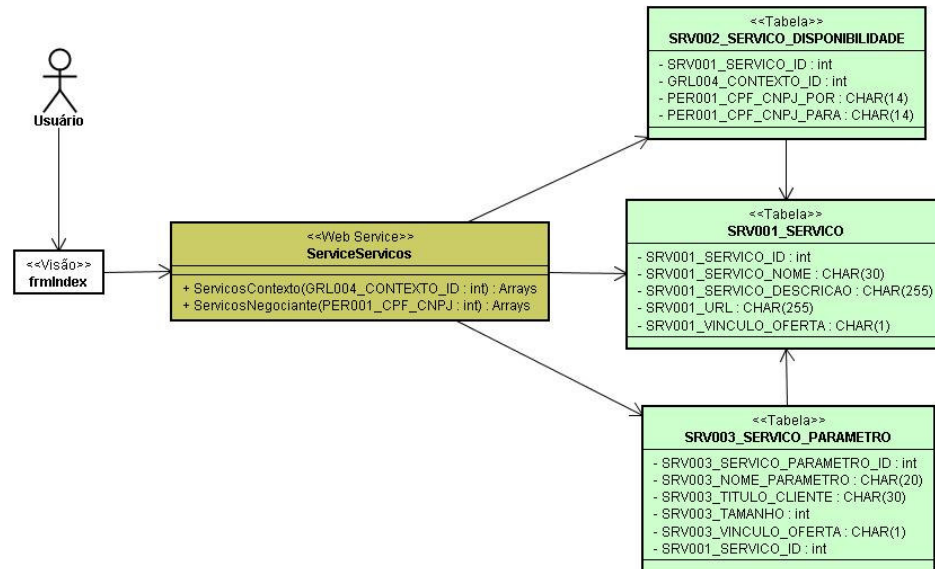 Usuário
<<Visão>>
frmIndex
<<Web Service>>
ServiceServicos
+ ServicosContexto(GRL004_CONTEXTO_ID : int) : Arrays
+ ServicosNegociante(PER001_CPF_CNPJ : int) : Arrays
<<Tabela>>
SRV002_SERVICO_DISPONIBILIDADE
- SRV001_SERVICO_ID : int
- GRL004_CONTEXTO_ID : int
- PER001_CPF_CNPJ_POR : CHAR(14)
- PER001_CPF_CNPJ_PARA : CHAR(14)
<<Tabela>>
SRV001_SERVICO
- SRV001_SERVICO_ID : int
- SRV001_SERVICO_NOME : CHAR(30)
- SRV001_SERVICO_DESCRICAO : CHAR(255)
- SRV001_URL : CHAR(255)
- SRV001_VINCULO_OFERTA : CHAR(1)
<<Tabela>>
SRV003_SERVICO_PARAMETRO
- SRV003_SERVICO_PARAMETRO_ID : int
- SRV003_NOME_PARAMETRO : CHAR(20)
- SRV003_TITULO_CLIENTE : CHAR(30)
- SRV003_TAMANHO : int
- SRV003_VINCULO_OFERTA : CHAR(1)
- SRV001_SERVICO_ID : int